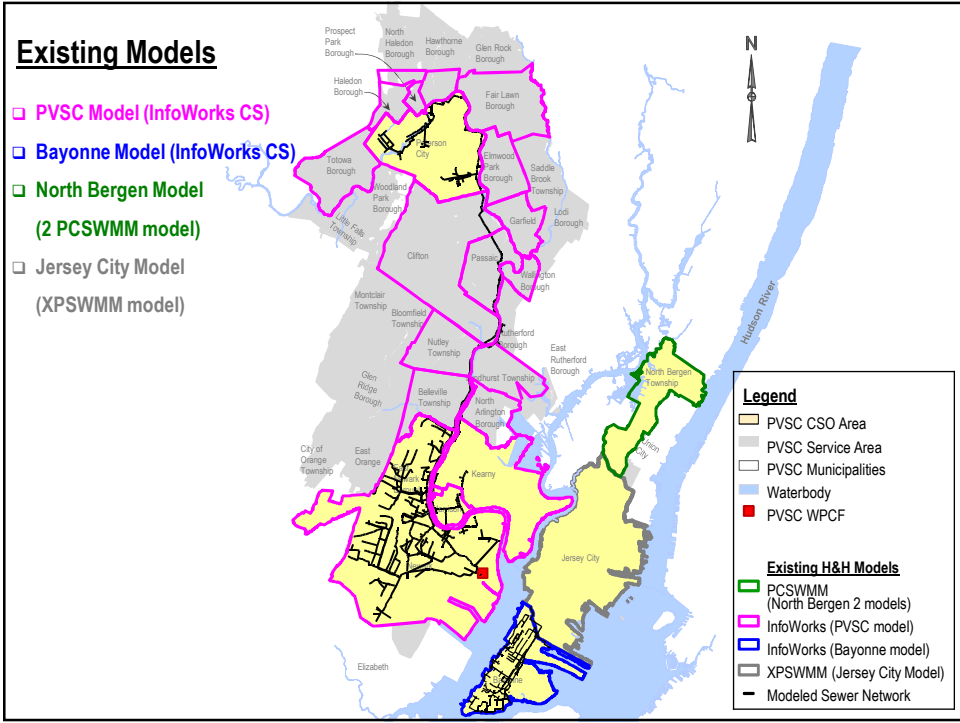 Existing Models
PVSC Model (InfoWorks CS)
Bayonne Model (InfoWorks CS)
North Bergen Model
(2 PCSWMM model)
Jersey City Model
(XPSWMM model)
Prospect
Park
Borough
North
Haledon
Borough
Hawthorne
Borough
Glen Rock
Borough
Haledon
Borough
Fair Lawn
Borough
City
Totowa
Borough
Elmwood
Park
Borough
Saddle
Brook
Township
Woodland
Park
Borough
Little Falls
Township
Garfield
Lodi
Borough
Clifton
Passaic
Wallington
Borough
Montclair
Township
Bloomfield
Township
Nutley
Township
East
Rutherford
Borough
Glen
Ridge
Borough
Belleville
Township
Township
North
Arlington
Borough
City of
Orange
Township
East
Orange
Kearny
North Bergen
Township
Union
City
Jersey City
Elizabeth
Hudson River
N
Legend
PVSC CSO Area
PVSC Service Area
PVSC Municipalities
Waterbody
PVSC WPCF
Existing H&H Models
PCSWMM
(North Bergen 2 models)
InfoWorks (PVSC model)
InfoWorks (Bayonne model)
XPSWMM (Jersey City Model)
Modeled Sewer Network